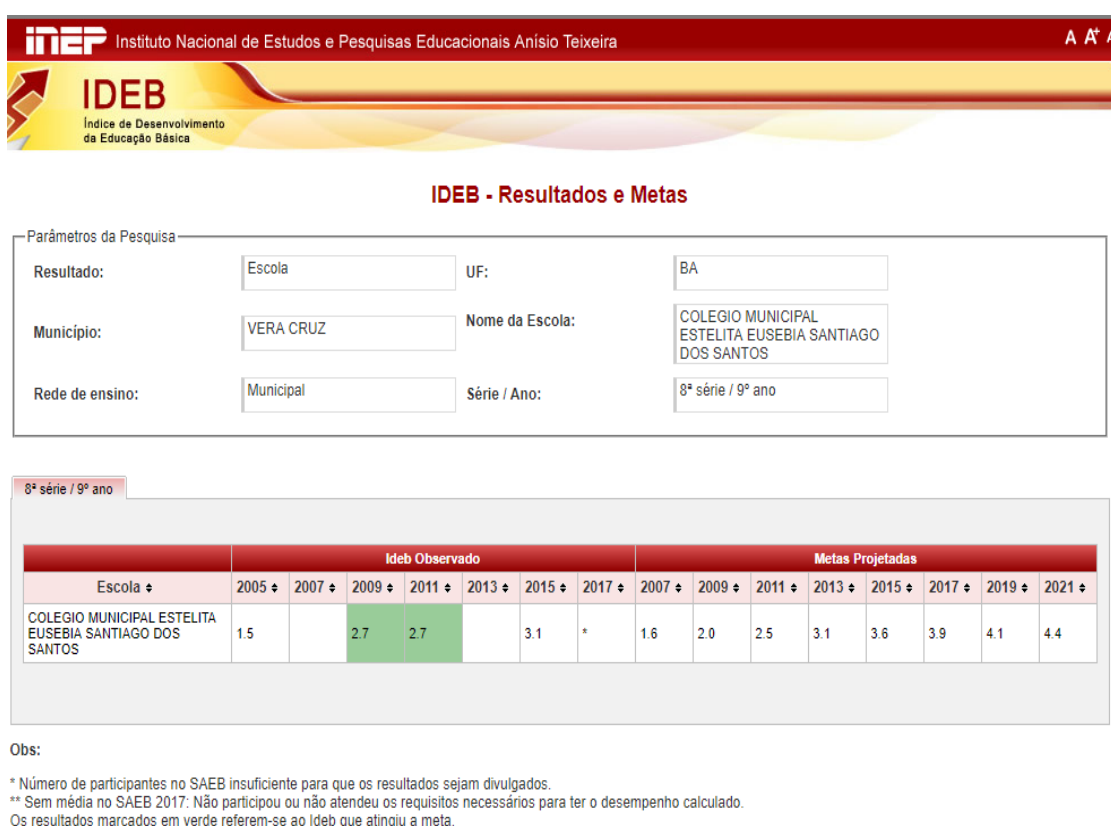 INEP Instituto Nacional de Estudos e Pesquisas Educacionais Anísio Teixeira A A⁺
IDEB
Índice de Desenvolvimento
da Educação Básica
IDEB - Resultados e Metas
Parâmetros da Pesquisa
Resultado: Escola UF: BA
Município: VERA CRUZ Nome da Escola: COLEGIO MUNICIPAL
ESTELITA EUSEBIA SANTIAGO
DOS SANTOS
Rede de ensino: Municipal Série / Ano: 8ª série / 9º ano
8ª série / 9º ano
Ideb Observado Metas Projetadas
Escola 2005 2007 2009 2011 2013 2015 2017 2007 2009 2011 2013 2015 2017 2019 2021
COLEGIO MUNICIPAL ESTELITA
EUSEBIA SANTIAGO DOS
SANTOS
1.5 2.7 2.7 3.1 * 1.6 2.0 2.5 3.1 3.6 3.9 4.1 4.4
Obs:
* Número de participantes no SAEB insuficiente para que os resultados sejam divulgados.
** Sem média no SAEB 2017: Não participou ou não atendeu os requisitos necessários para ter o desempenho calculado.
Os resultados marcados em verde referem-se ao Ideb que atingiu a meta.